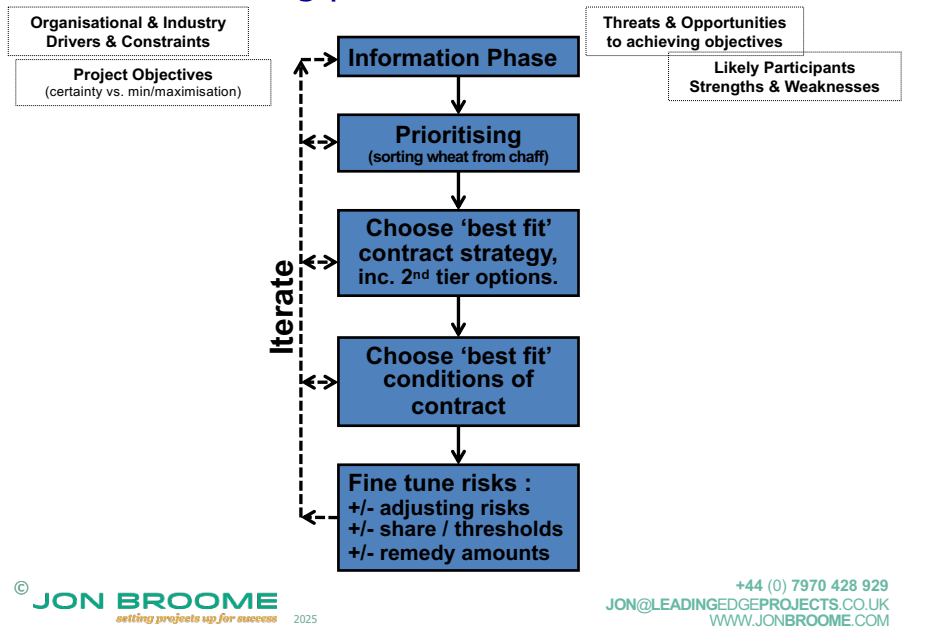 Organisational & Industry
Drivers & Constraints
Project Objectives
(certainty vs. min/maximisation)
Threats & Opportunities
to achieving objectives
Likely Participants
Strengths & Weaknesses
Information Phase
Prioritising
(sorting wheat from chaff)
Choose ‘best fit’
contract strategy,
inc. 2nd tier options.
Iterate
Choose ‘best fit’
conditions of
contract
Fine tune risks :
+/- adjusting risks
+/- share / thresholds
+/- remedy amounts
©
JON BROOME
setting projects up for success
2025
+44 (0) 7970 428 929
JON@LEADINGEDGEPROJECTS.CO.UK
WWW.JONBROOME.COM